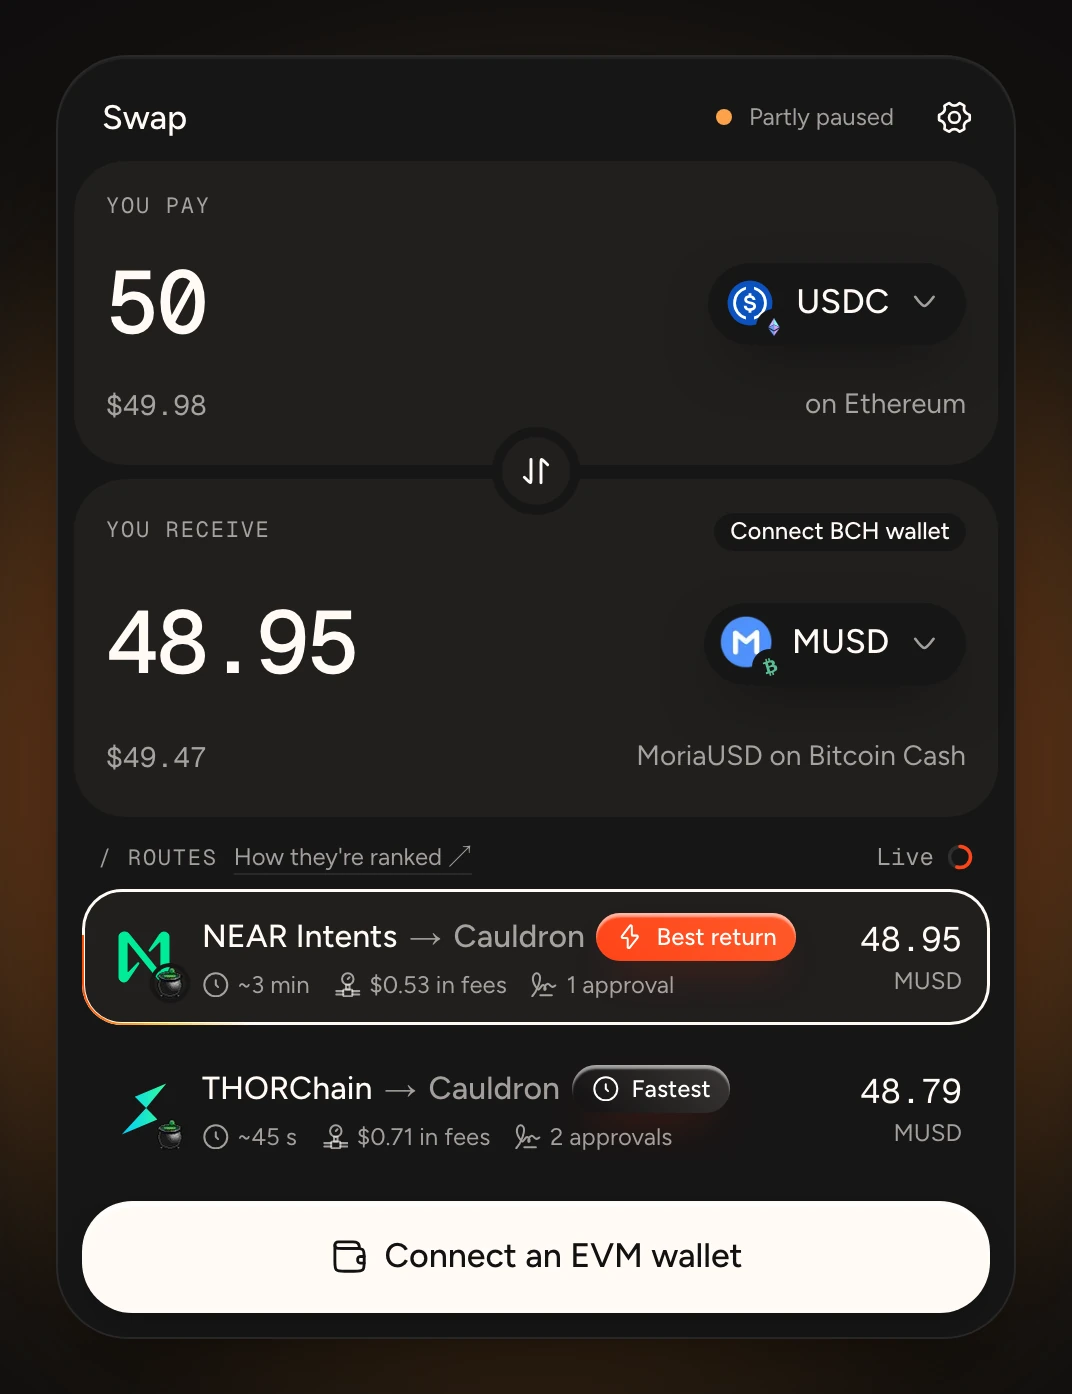 Swap
Partly paused
YOU PAY
50
USDC
$49.98
on Ethereum
YOU RECEIVE
Connect BCH wallet
48.95
MUSD
$49.47
MoriaUSD on Bitcoin Cash
/ ROUTES How they're ranked ↗
Live
NEAR Intents → Cauldron Best return
48.95
~3 min $0.53 in fees 1 approval
MUSD
THORChain → Cauldron Fastest
48.79
~45 s $0.71 in fees 2 approvals
MUSD
Connect an EVM wallet